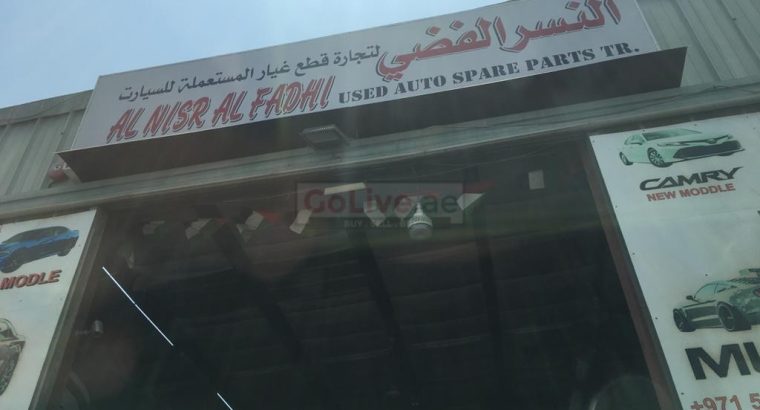 النسر الفضي
لتجارة قطع غيار المستعملة للسيارت
AL NISR AL FADHI USED AUTO SPARE PARTS TR.
GoLive.ae
CAMRY
NEW MODDLE
MODLE
MU
+971 5